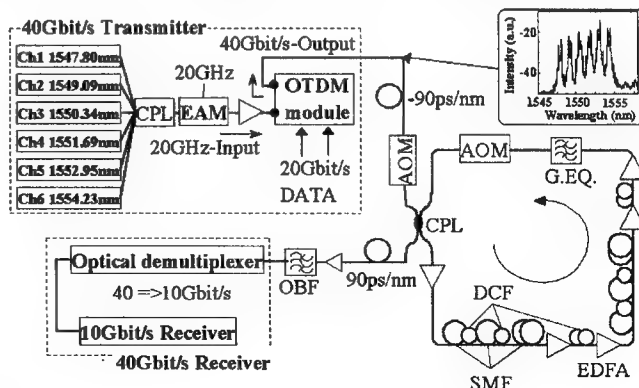 40Gbit/s Transmitter
Ch1 1547.80nm
Ch2 1549.09nm
Ch3 1550.34nm
Ch4 1551.69nm
Ch5 1552.95nm
Ch6 1554.23nm
CPL
20GHz
EAM
40Gbit/s-Output
OTDM
module
20GHz-Input
20Gbit/s
DATA
-90ps/nm
AOM
Intensity (a.u.)
-20
-40
1545
1550
1555
Wavelength (nm)
AOM
G.EQ.
CPL
Optical demultiplexer
40 =>10Gbit/s
10Gbit/s Receiver
40Gbit/s Receiver
OBF
90ps/nm
DCF
SMF
EDFA